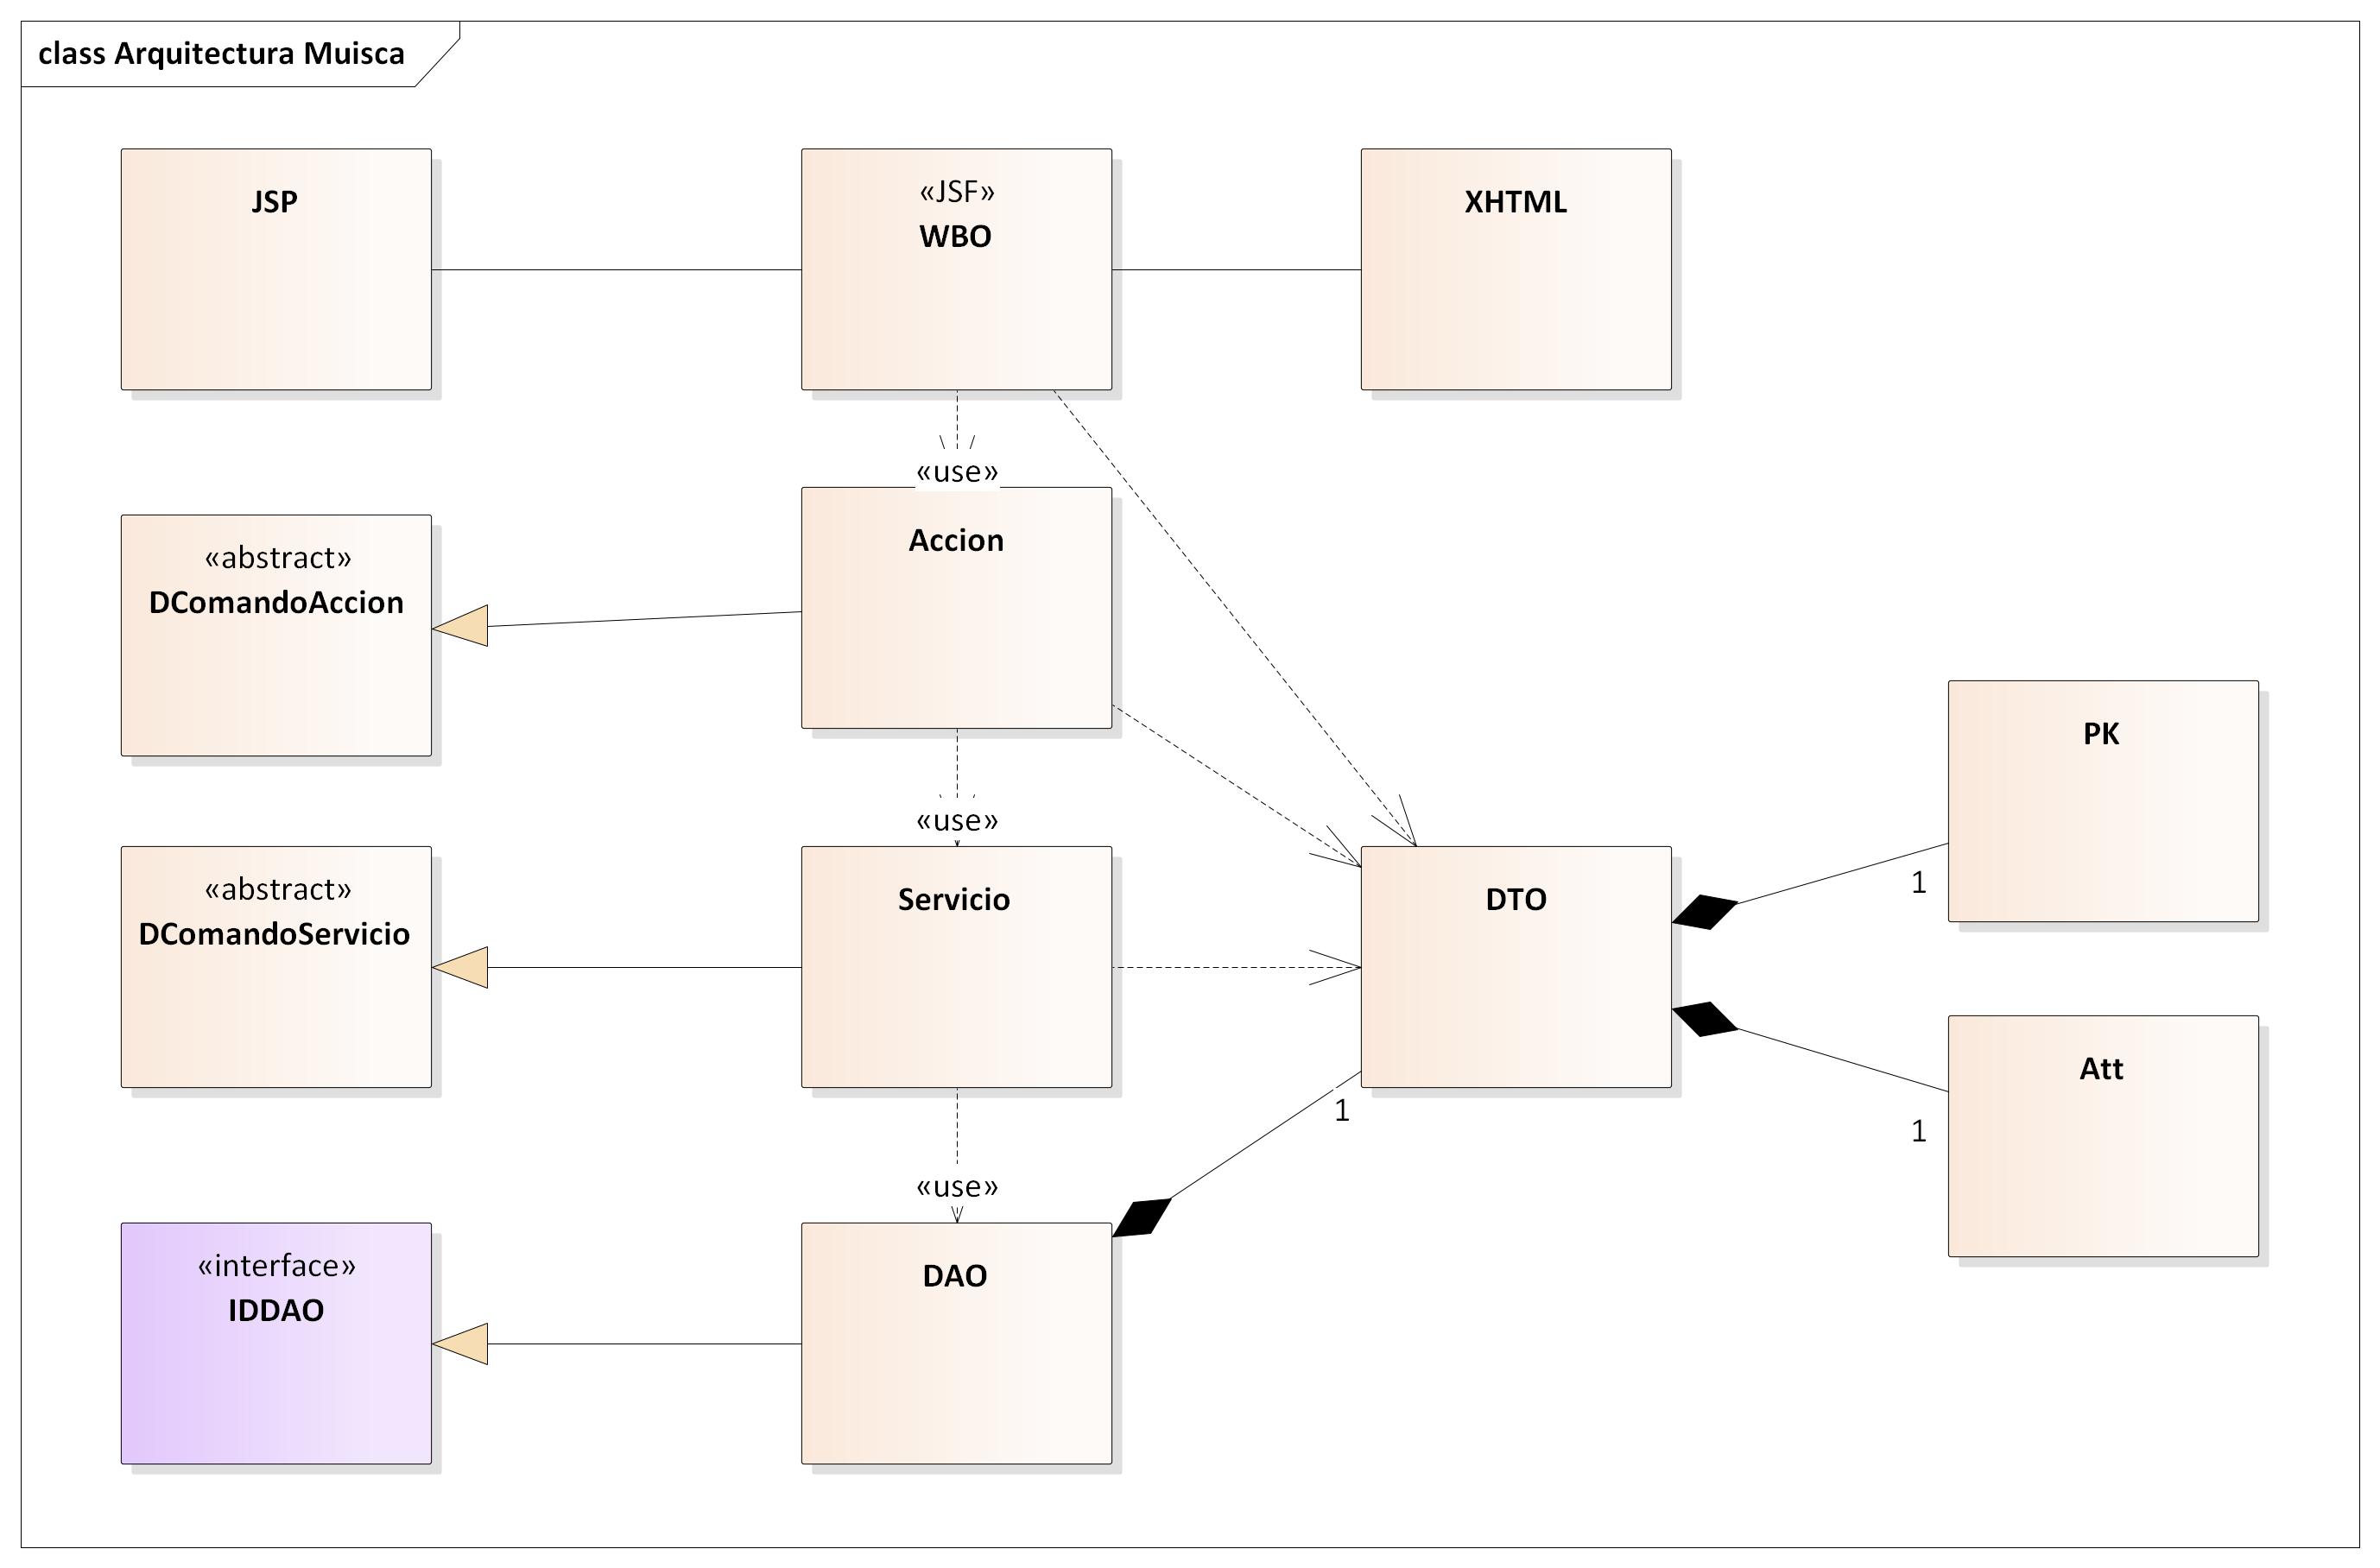 class Arquitectura Muisca
JSP
«JSF»
WBO
XHTML
«use»
Accion
«abstract»
DComandoAccion
PK
1
«use»
«abstract»
DComandoServicio
Servicio
DTO
Att
1
1
«use»
«interface»
IDDAO
DAO